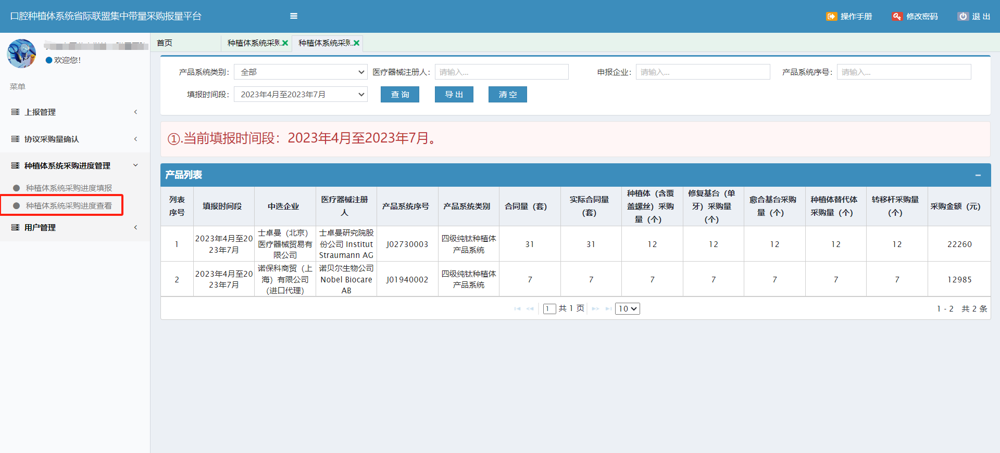 口腔种植体系统省际联盟集中带量采购报量平台
操作手册
修改密码
退 出
欢迎您!
菜单
上报管理
协议采购量确认
种植体系统采购进度管理
种植体系统采购进度填报
种植体系统采购进度查看
用户管理
首页
种植体系统采购..
种植体系统采购..
产品系统类别:
全部
医疗器械注册人:
请输入...
申报企业:
请输入...
产品系统序号:
请输入...
填报时间段:
2023年4月至2023年7月
查 询
导 出
清 空
①.当前填报时间段：2023年4月至2023年7月。
产品列表
列表
序号
填报时间段
中选企业
医疗器械注册
人
产品系统序号
产品系统类别
合同量（套）
实际合同量
（套）
种植体（含覆
盖螺丝）采购
量（个）
修复基台（单
牙）采购量
（个）
愈合基台采购
量（个）
种植体替代体
采购量（个）
转移杆采购量
（个）
采购金额（元）
1
2023年4月至20
23年7月
士卓曼（北京）
医疗器械贸易有
限公司
士卓曼研究院股
份公司 Institut
Straumann AG
J02730003
四级纯钛种植体
产品系统
31
31
12
12
12
12
12
22260
2
2023年4月至20
23年7月
诺保科商贸（上
海）有限公司
（进口代理）
诺贝尔生物公司
Nobel Biocare
AB
J01940002
四级纯钛种植体
产品系统
7
7
7
7
7
7
7
12985
1 共 1 页
10
1 - 2 共 2 条